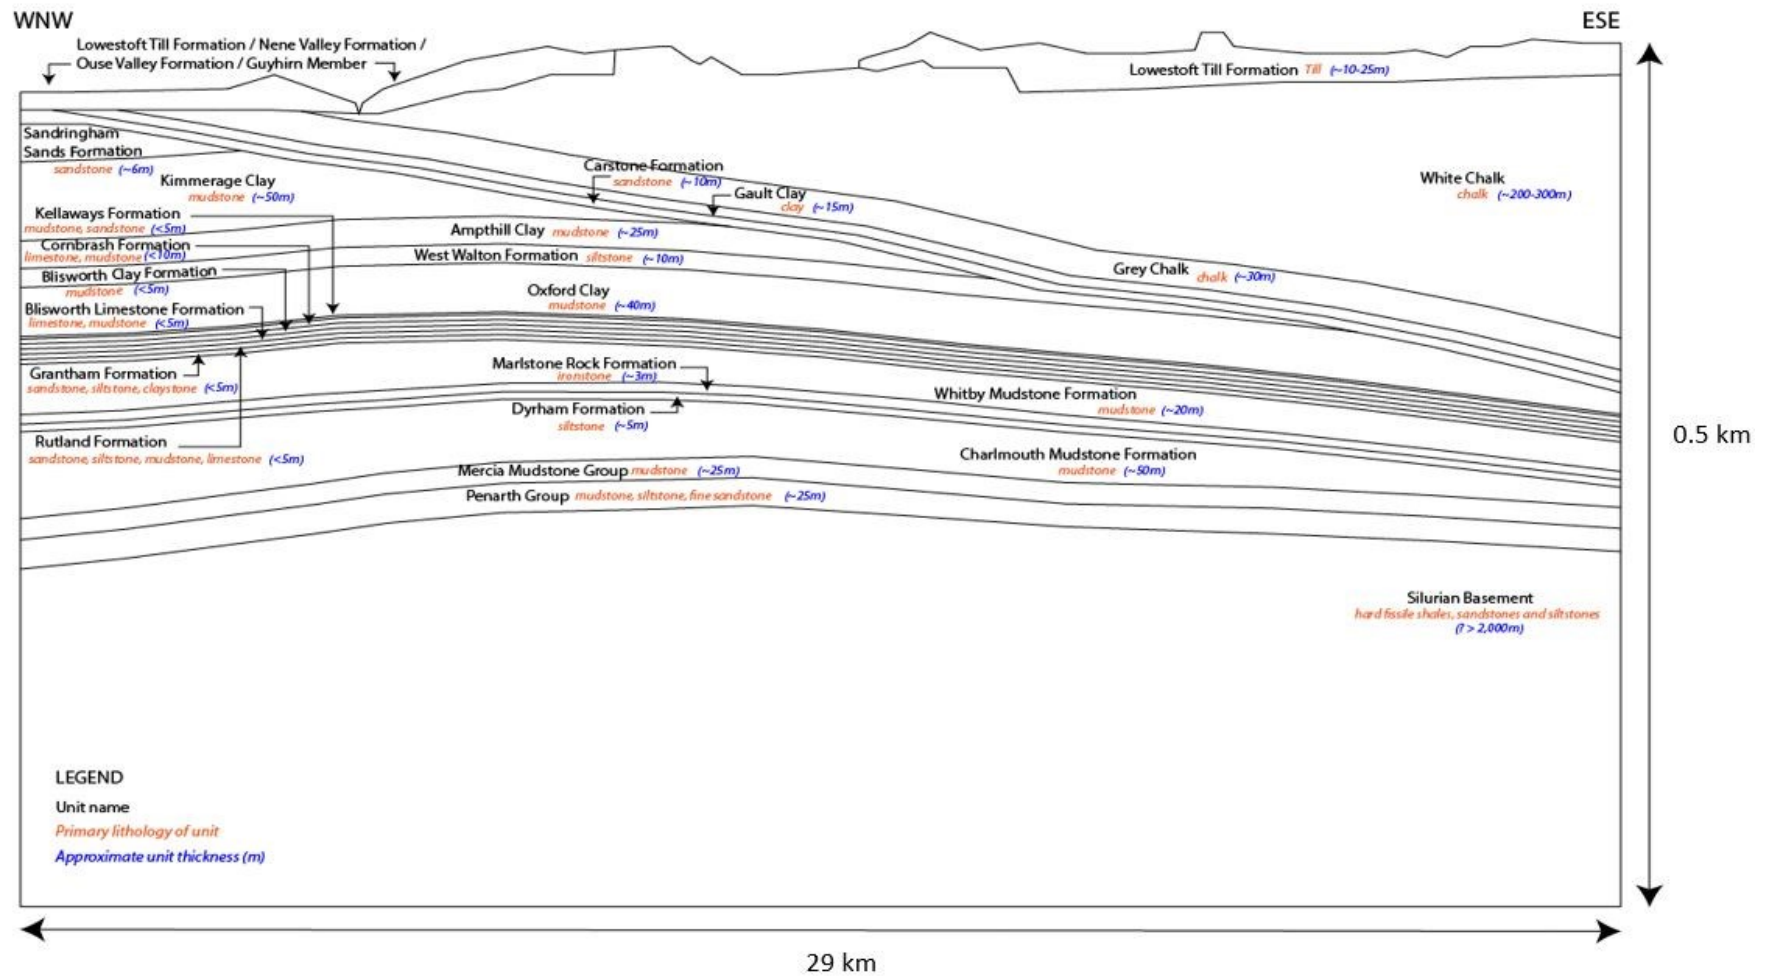 WNW
ESE
Lowestoft Till Formation / Nene Valley Formation /
Ouse Valley Formation / Guyhirn Member
Lowestoft Till Formation Till (~10-25m)
Sandringham
Sands Formation
sandstone (~6m)
Kimmerage Clay
mudstone (~50m)
Carstone Formation
sandstone (~10m)
Gault Clay
clay (~15m)
White Chalk
chalk (~200-300m)
Kellaways Formation
mudstone, sandstone (<5m)
Ampthill Clay mudstone (~25m)
Cornbrash Formation
limestone, mudstone (<10m)
West Walton Formation siltstone (~10m)
Grey Chalk chalk (~30m)
Blisworth Clay Formation
mudstone (<5m)
Oxford Clay
mudstone (~40m)
Blisworth Limestone Formation
limestone, mudstone (<5m)
Grantham Formation
sandstone, siltstone, claystone (<5m)
Marlstone Rock Formation
ironstone (~3m)
Whitby Mudstone Formation
mudstone (~20m)
Dyrham Formation
siltstone (~5m)
0.5 km
Rutland Formation
sandstone, siltstone, mudstone, limestone (<5m)
Charlmouth Mudstone Formation
mudstone (~50m)
Mercia Mudstone Group mudstone (~25m)
Penarth Group mudstone, siltstone, fine sandstone (~25m)
Silurian Basement
hard fissile shales, sandstones and siltstones
(? > 2,000m)
LEGEND
Unit name
Primary lithology of unit
Approximate unit thickness (m)
29 km